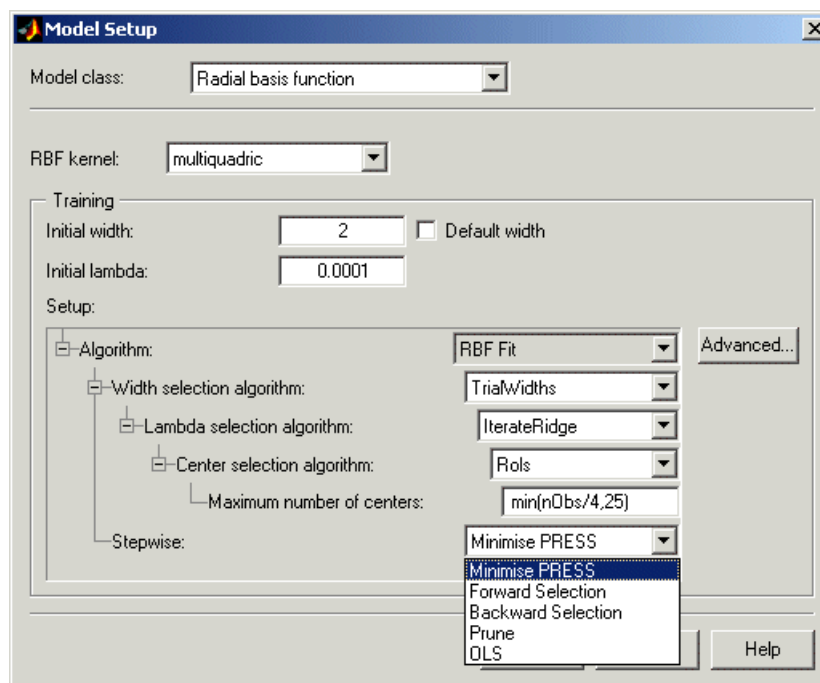 Model Setup
Model class: Radial basis function
RBF kernel: multiquadric
Training
Initial width: 2 Default width
Initial lambda: 0.0001
Setup:
Algorithm: RBF Fit Advanced...
Width selection algorithm: TrialWidths
Lambda selection algorithm: IterateRidge
Center selection algorithm: Rols
Maximum number of centers: min(nObs/4,25)
Stepwise: Minimise PRESS
Minimise PRESS
Forward Selection
Backward Selection
Prune
OLS
Help